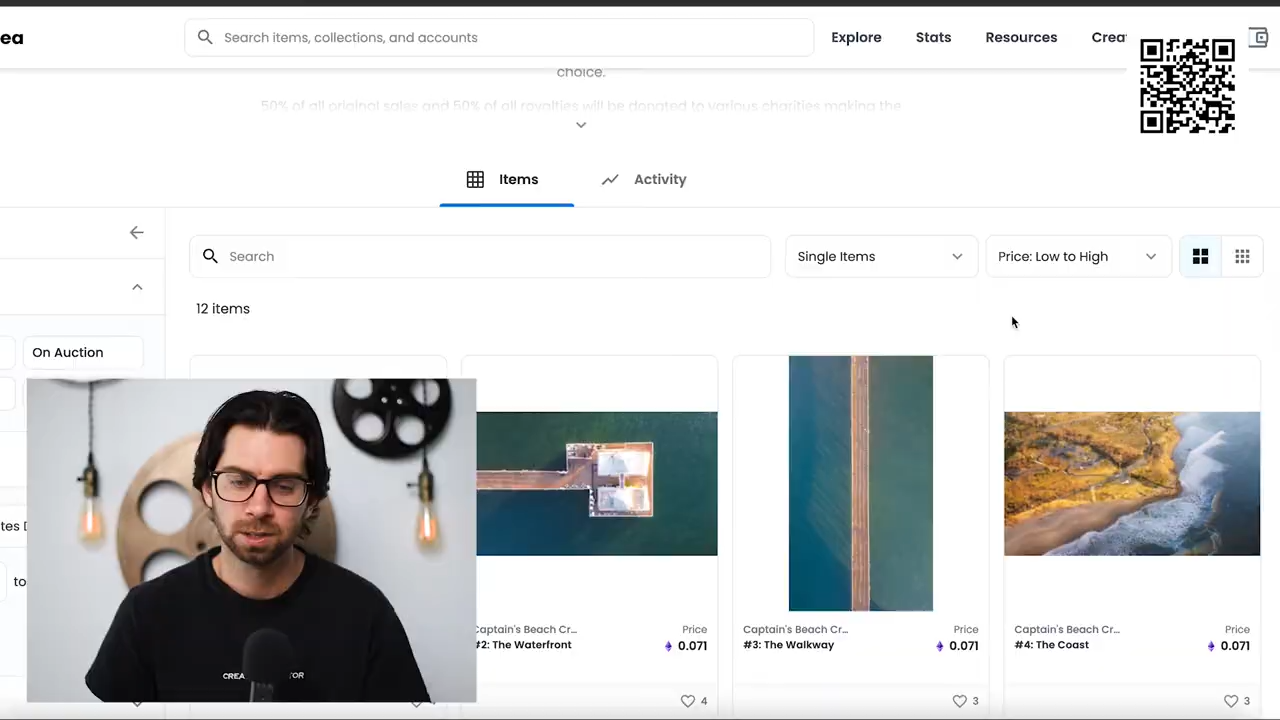 ea
Search items, collections, and accounts
Explore
Stats
Resources
Crea
choice.
50% of all original sales and 50% of all royalties will be donated to various charities making the
Items
Activity
Search
Single Items
Price: Low to High
12 items
On Auction
tes
to
Captain's Beach Cr...
Price
#2: The Waterfront
0.071
Captain's Beach Cr...
Price
#3: The Walkway
0.071
Captain's Beach Cr...
Price
#4: The Coast
0.071
4
3
3
CREA
TOR